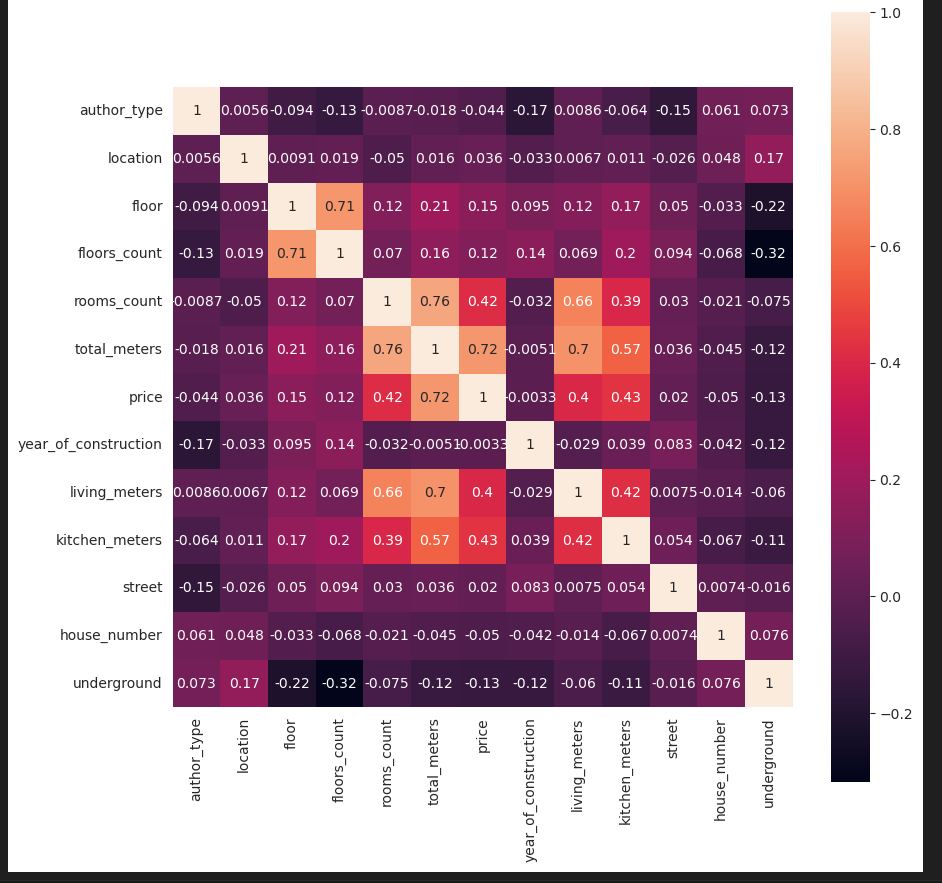 1.0
author_type 1 0.0056 -0.094 -0.13 -0.0087 -0.018 -0.044 -0.17 0.0086 -0.064 -0.15 0.061 0.073
0.8
location 0.0056 1 0.0091 0.019 -0.05 0.016 0.036 -0.033 0.0067 0.011 -0.026 0.048 0.17
floor -0.094 0.0091 1 0.71 0.12 0.21 0.15 0.095 0.12 0.17 0.05 -0.033 -0.22
floors_count -0.13 0.019 0.71 1 0.07 0.16 0.12 0.14 0.069 0.2 0.094 -0.068 -0.32
0.6
rooms_count -0.0087 -0.05 0.12 0.07 1 0.76 0.42 -0.032 0.66 0.39 0.03 -0.021 -0.075
total_meters -0.018 0.016 0.21 0.16 0.76 1 0.72 -0.0051 0.7 0.57 0.036 -0.045 -0.12
0.4
price -0.044 0.036 0.15 0.12 0.42 0.72 1 -0.0033 0.4 0.43 0.02 -0.05 -0.13
year_of_construction -0.17 -0.033 0.095 0.14 -0.032 -0.0051 -0.0033 1 -0.029 0.039 0.083 -0.042 -0.12
0.2
living_meters 0.0086 0.0067 0.12 0.069 0.66 0.7 0.4 -0.029 1 0.42 0.0075 -0.014 -0.06
kitchen_meters -0.064 0.011 0.17 0.2 0.39 0.57 0.43 0.039 0.42 1 0.054 -0.067 -0.11
street -0.15 -0.026 0.05 0.094 0.03 0.036 0.02 0.083 0.0075 0.054 1 0.0074 -0.016
0.0
house_number 0.061 0.048 -0.033 -0.068 -0.021 -0.045 -0.05 -0.042 -0.014 -0.067 0.0074 1 0.076
underground 0.073 0.17 -0.22 -0.32 -0.075 -0.12 -0.13 -0.12 -0.06 -0.11 -0.016 0.076 1
−0.2
author_type
location
floor
floors_count
rooms_count
total_meters
price
year_of_construction
living_meters
kitchen_meters
street
house_number
underground